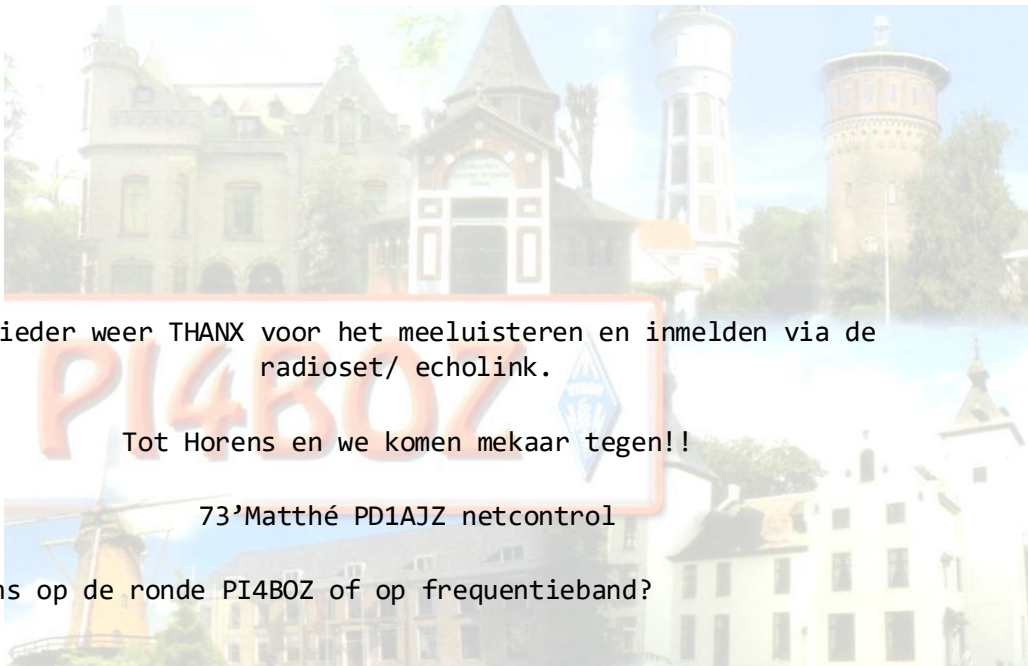 ieder weer THANX voor het meeluisteren en inmelden via de
radioset/ echolink.
PI4BOZ
Tot Horens en we komen mekaar tegen!!
73'Matthé PD1AJZ netcontrol
op de ronde PI4BOZ of op frequentieband?